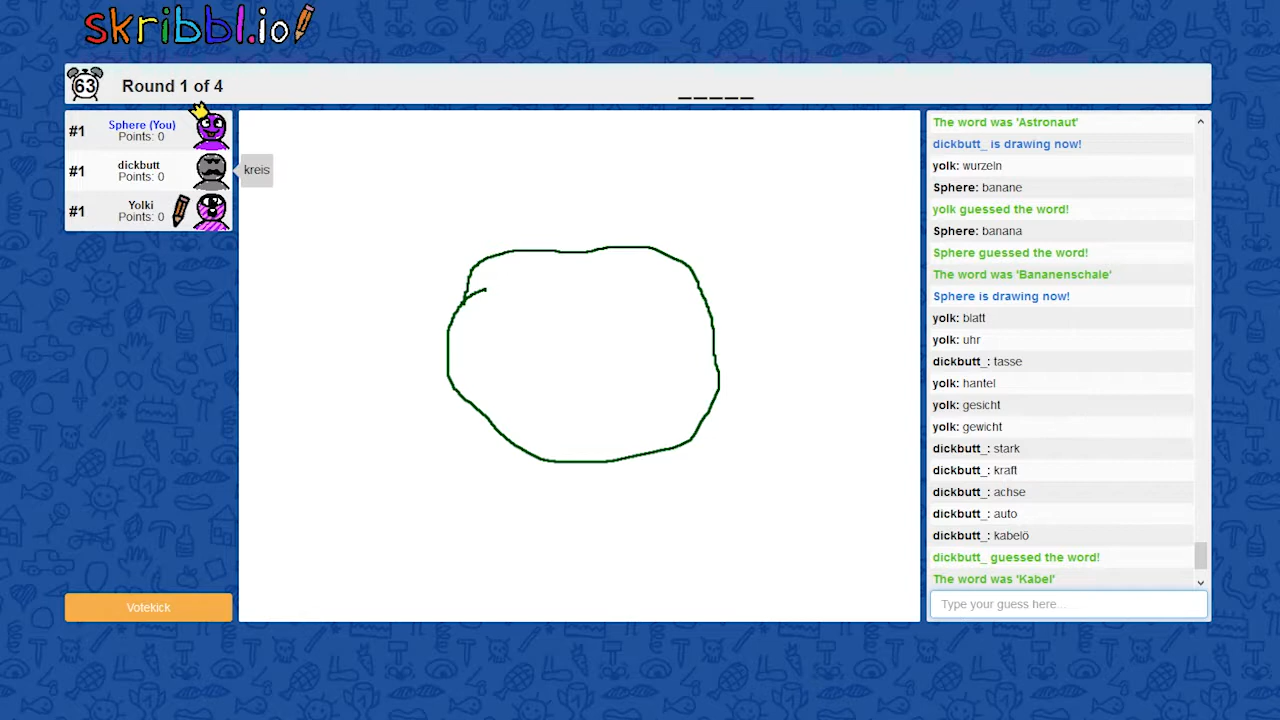 skribbl.io
63
Round 1 of 4
_____
#1
Sphere (You)
Points: 0
#1
dickbutt
Points: 0
kreis
#1
Yolki
Points: 0
Votekick
The word was 'Astronaut'
dickbutt_ is drawing now!
yolk: wurzeln
Sphere: banane
yolk guessed the word!
Sphere: banana
Sphere guessed the word!
The word was 'Bananenschale'
Sphere is drawing now!
yolk: blatt
yolk: uhr
dickbutt_: tasse
yolk: hantel
yolk: gesicht
yolk: gewicht
dickbutt_: stark
dickbutt_: kraft
dickbutt_: achse
dickbutt_: auto
dickbutt_: kabelö
dickbutt_ guessed the word!
The word was 'Kabel'
Type your guess here...